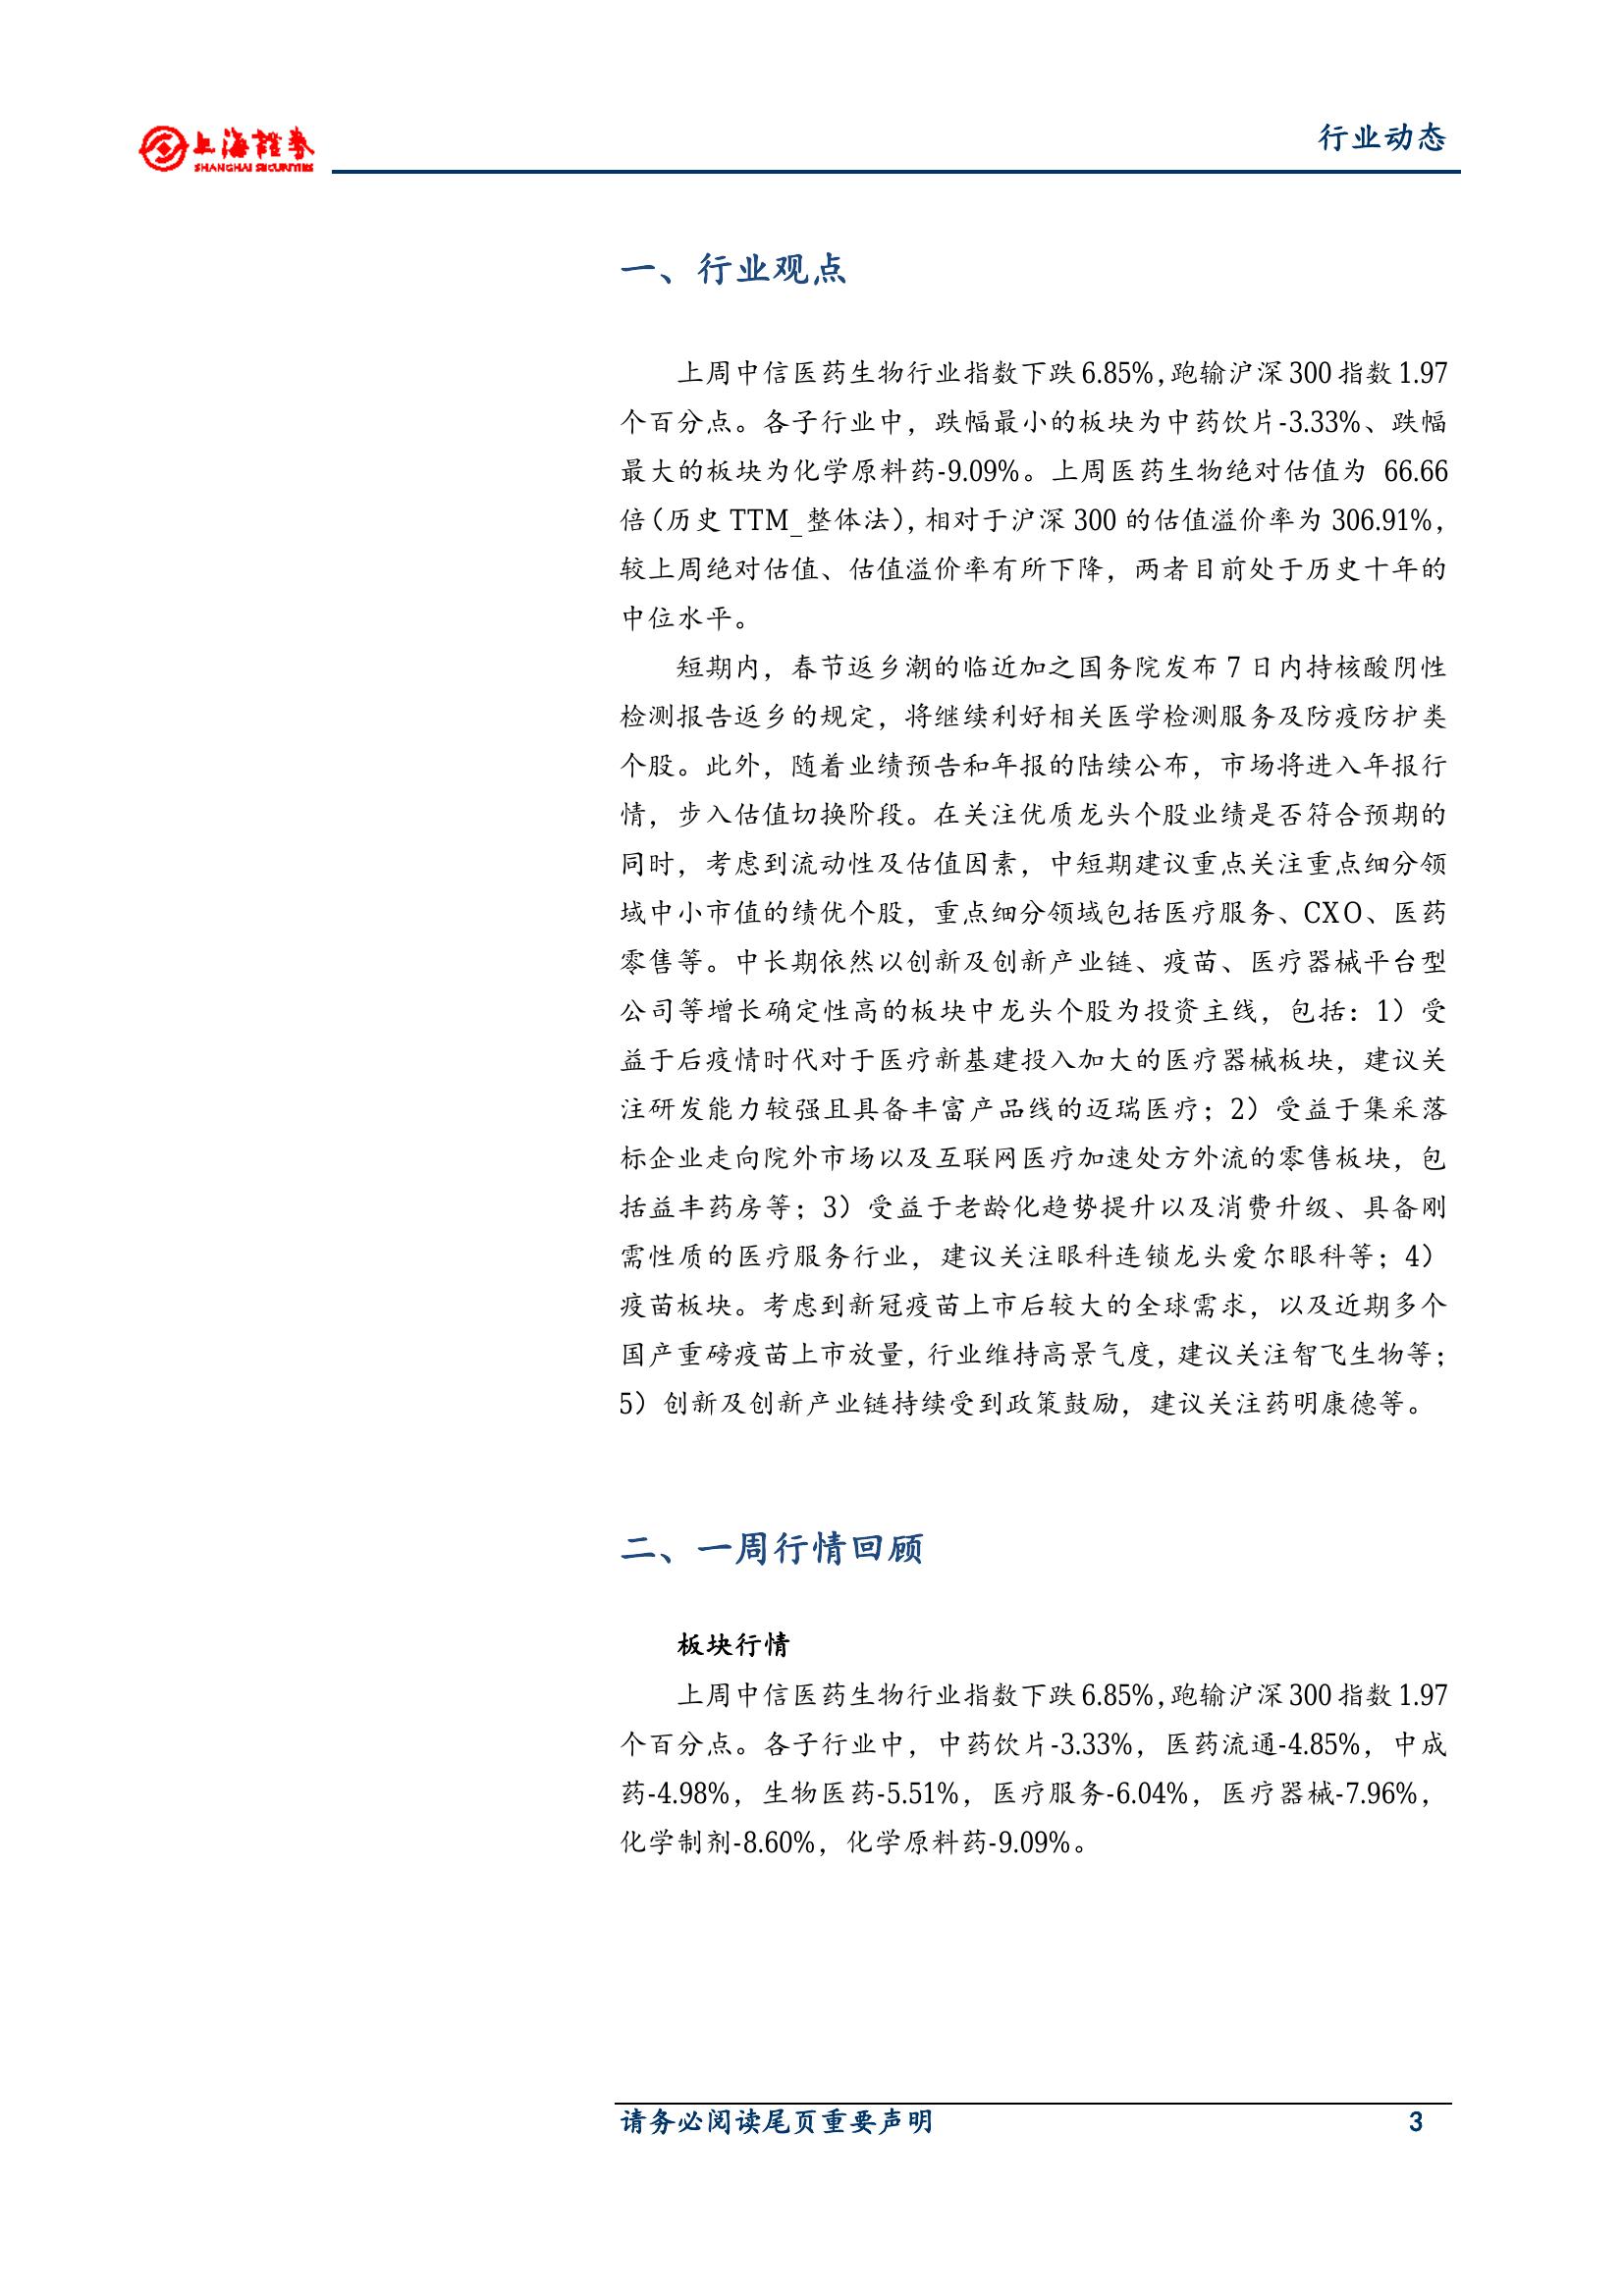 上海證券
SHANGHAI SECURITIES
行业动态
一、行业观点
上周中信医药生物行业指数下跌6.85%，跑输沪深300指数1.97
个百分点。各子行业中，跌幅最小的板块为中药饮片-3.33%、跌幅
最大的板块为化学原料药-9.09%。上周医药生物绝对估值为 66.66
倍（历史 TTM_整体法），相对于沪深 300 的估值溢价率为 306.91%，
较上周绝对估值、估值溢价率有所下降，两者目前处于历史十年的
中位水平。
短期内，春节返乡潮的临近加之国务院发布 7 日内持核酸阴性
检测报告返乡的规定，将继续利好相关医学检测服务及防疫防护类
个股。此外，随着业绩预告和年报的陆续公布，市场将进入年报行
情，步入估值切换阶段。在关注优质龙头个股业绩是否符合预期的
同时，考虑到流动性及估值因素，中短期建议重点关注重点细分领
域中小市值的绩优个股，重点细分领域包括医疗服务、CXO、医药
零售等。中长期依然以创新及创新产业链、疫苗、医疗器械平台型
公司等增长确定性高的板块中龙头个股为投资主线，包括：1）受
益于后疫情时代对于医疗新基建投入加大的医疗器械板块，建议关
注研发能力较强且具备丰富产品线的迈瑞医疗；2）受益于集采落
标企业走向院外市场以及互联网医疗加速处方外流的零售板块，包
括益丰药房等；3）受益于老龄化趋势提升以及消费升级、具备刚
需性质的医疗服务行业，建议关注眼科连锁龙头爱尔眼科等；4）
疫苗板块。考虑到新冠疫苗上市后较大的全球需求，以及近期多个
国产重磅疫苗上市放量，行业维持高景气度，建议关注智飞生物等；
5）创新及创新产业链持续受到政策鼓励，建议关注药明康德等。
二、一周行情回顾
板块行情
上周中信医药生物行业指数下跌6.85%，跑输沪深300指数1.97
个百分点。各子行业中，中药饮片-3.33%，医药流通-4.85%，中成
药-4.98%，生物医药-5.51%，医疗服务-6.04%，医疗器械-7.96%，
化学制剂-8.60%，化学原料药-9.09%。
请务必阅读尾页重要声明 3